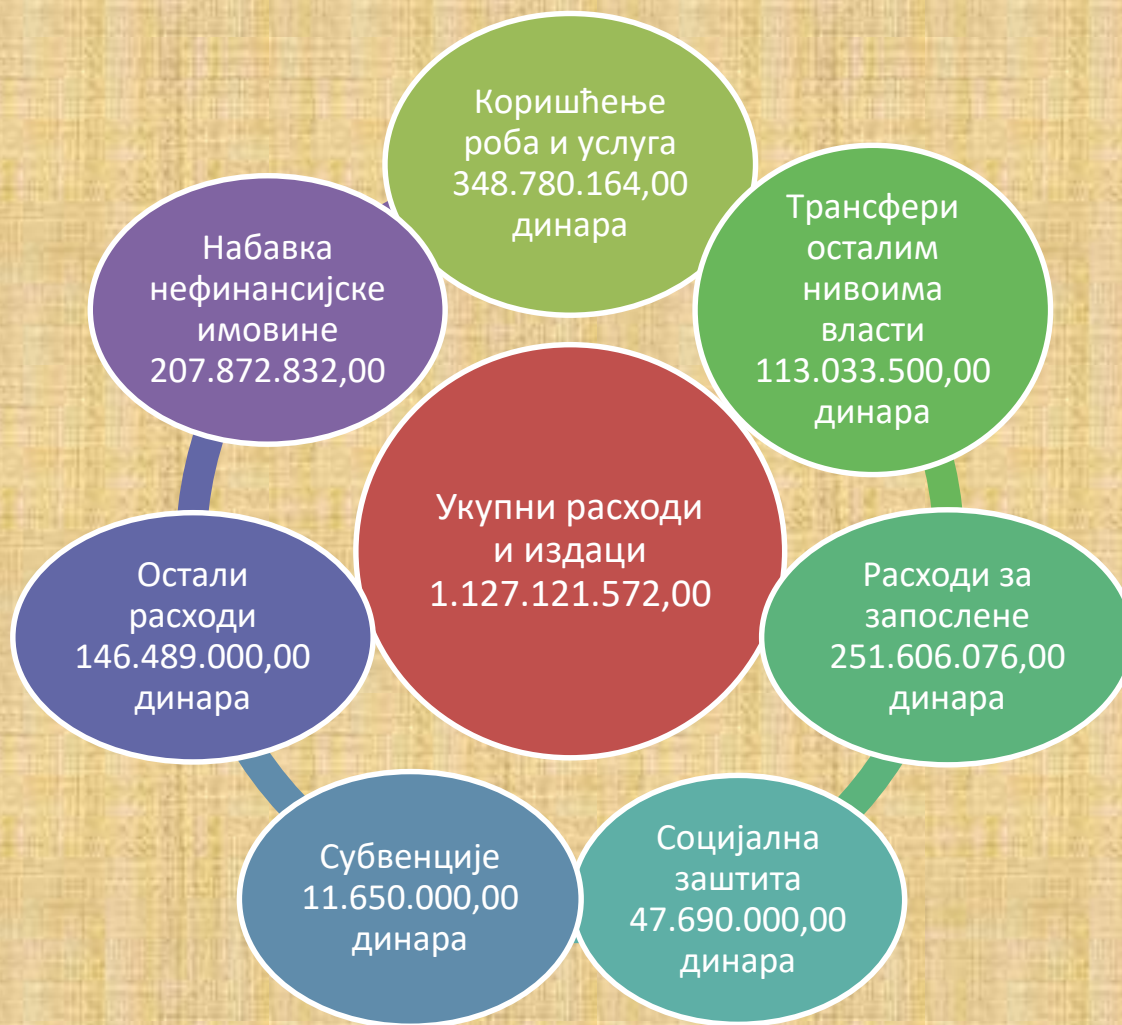 Коришћење
роба и услуга
348.780.164,00
динара
Трансфери
осталим
нивоима
власти
113.033.500,00
динара
Расходи за
запослене
251.606.076,00
динара
Социјална
заштита
47.690.000,00
динара
Субвенције
11.650.000,00
динара
Остали
расходи
146.489.000,00
динара
Набавка
нефинансијске
имовине
207.872.832,00
Укупни расходи
и издаци
1.127.121.572,00